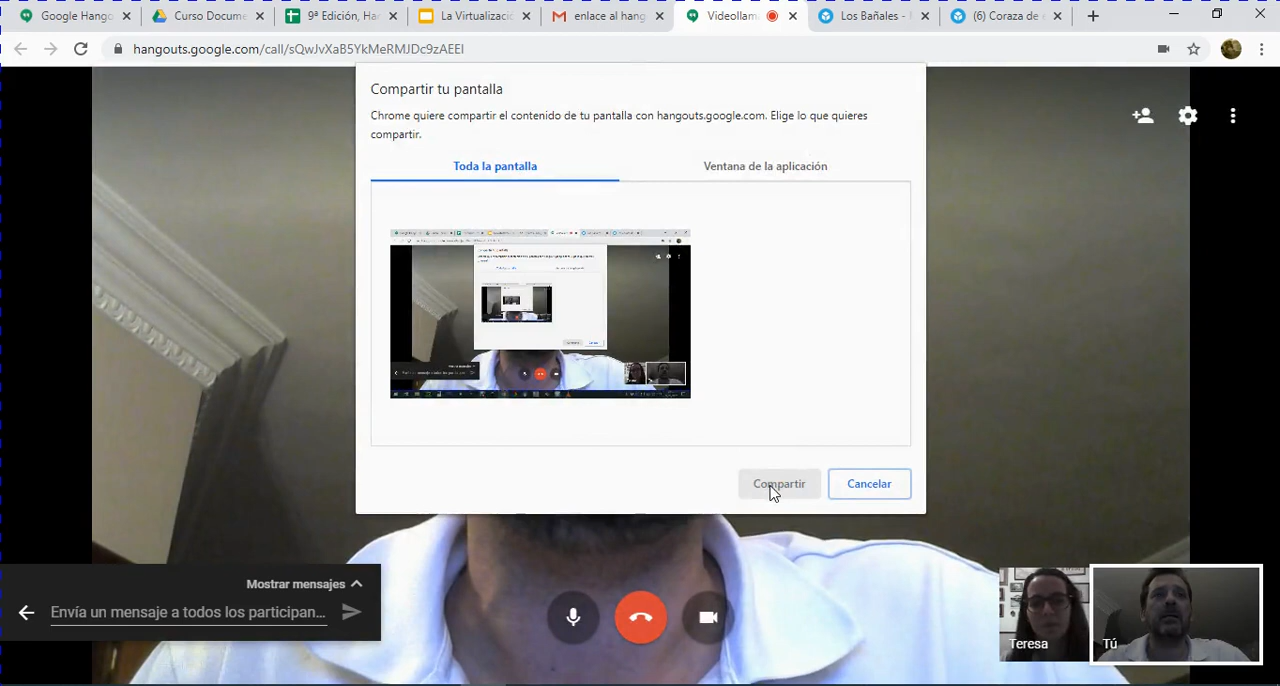 Google Hango
Curso Docume
9ª Edición, Hac
La Virtualizació
enlace al hang
Videollam
Los Bañales -
(6) Coraza de
hangouts.google.com/call/sQwJvXaB5YkMeRMJDc9zAEEI
Compartir tu pantalla
Chrome quiere compartir el contenido de tu pantalla con hangouts.google.com. Elige lo que quieres
compartir.
Toda la pantalla
Ventana de la aplicación
Compartir
Cancelar
Mostrar mensajes
Envía un mensaje a todos los participan...
Teresa
Tú